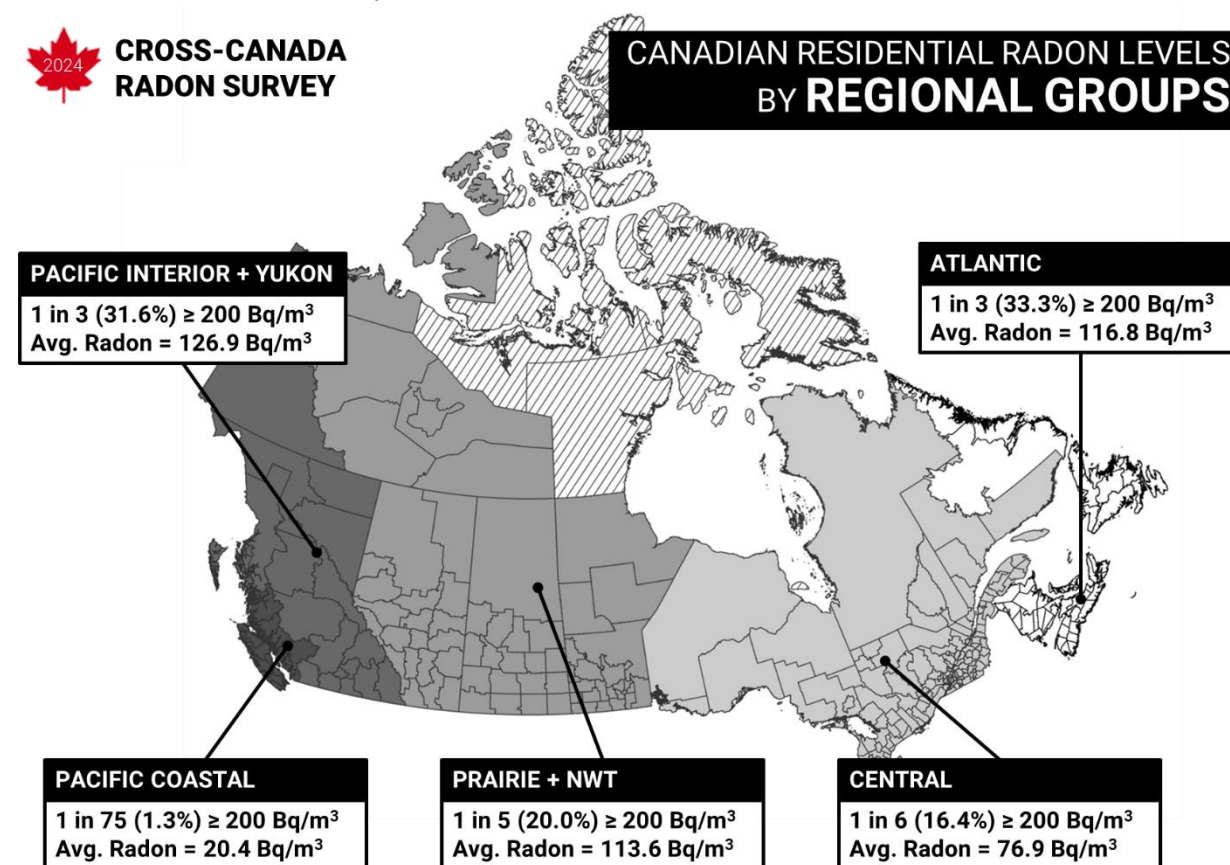 2024
CROSS-CANADA
RADON SURVEY
CANADIAN RESIDENTIAL RADON LEVELS
BY REGIONAL GROUPS
PACIFIC INTERIOR + YUKON
1 in 3 (31.6%) ≥ 200 Bq/m³
Avg. Radon = 126.9 Bq/m³
ATLANTIC
1 in 3 (33.3%) ≥ 200 Bq/m³
Avg. Radon = 116.8 Bq/m³
PACIFIC COASTAL
1 in 75 (1.3%) ≥ 200 Bq/m³
Avg. Radon = 20.4 Bq/m³
PRAIRIE + NWT
1 in 5 (20.0%) ≥ 200 Bq/m³
Avg. Radon = 113.6 Bq/m³
CENTRAL
1 in 6 (16.4%) ≥ 200 Bq/m³
Avg. Radon = 76.9 Bq/m³